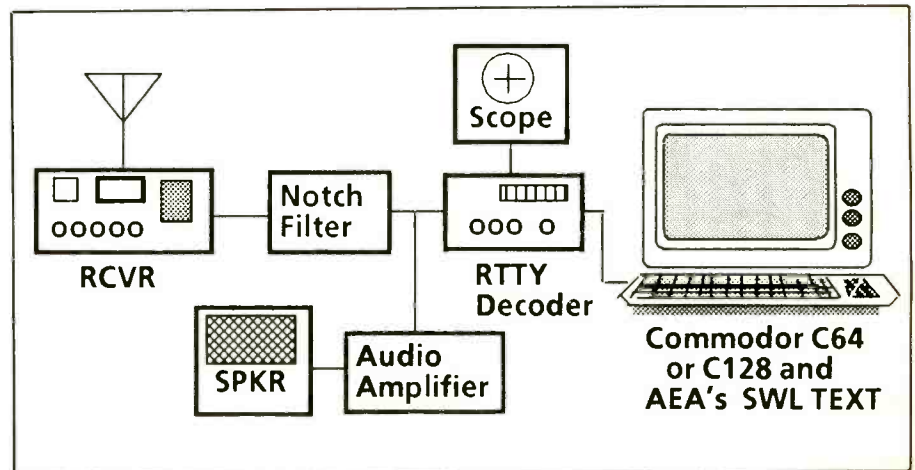 Scope
Notch
Filter
RCVR
RTTY
Decoder
SPKR
Audio
Amplifier
Commodor C64
or C128 and
AEA's SWL TEXT